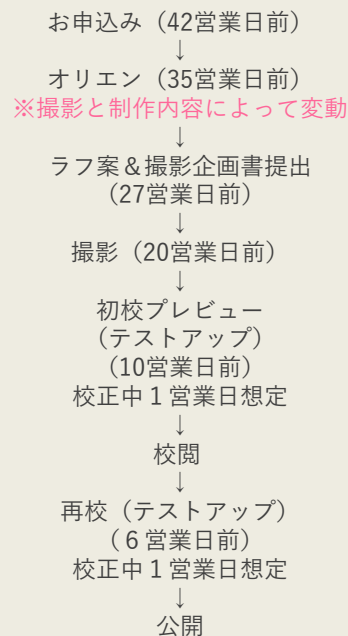 お申込み（42営業日前）
↓
オリエン（35営業日前）
※撮影と制作内容によって変動
↓
ラフ案＆撮影企画書提出
（27営業日前）
↓
撮影（20営業日前）
↓
初校プレビュー
（テストアップ）
（10営業日前）
校正中１営業日想定
↓
校閲
↓
再校（テストアップ）
（６営業日前）
校正中１営業日想定
↓
公開